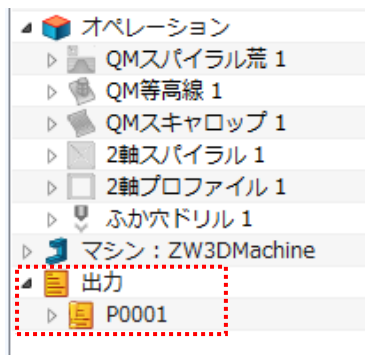 オペレーション
QMスパイラル荒 1
QM等高線 1
QMスキャロップ 1
2軸スパイラル 1
2軸プロファイル 1
ふか穴ドリル 1
マシン : ZW3DMachine
出力
P0001